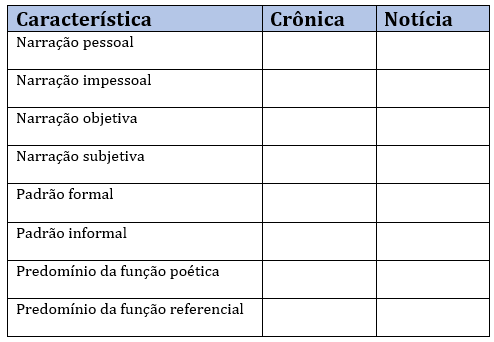 Característica Crônica Notícia
Narração pessoal
Narração impessoal
Narração objetiva
Narração subjetiva
Padrão formal
Padrão informal
Predomínio da função poética
Predomínio da função referencial